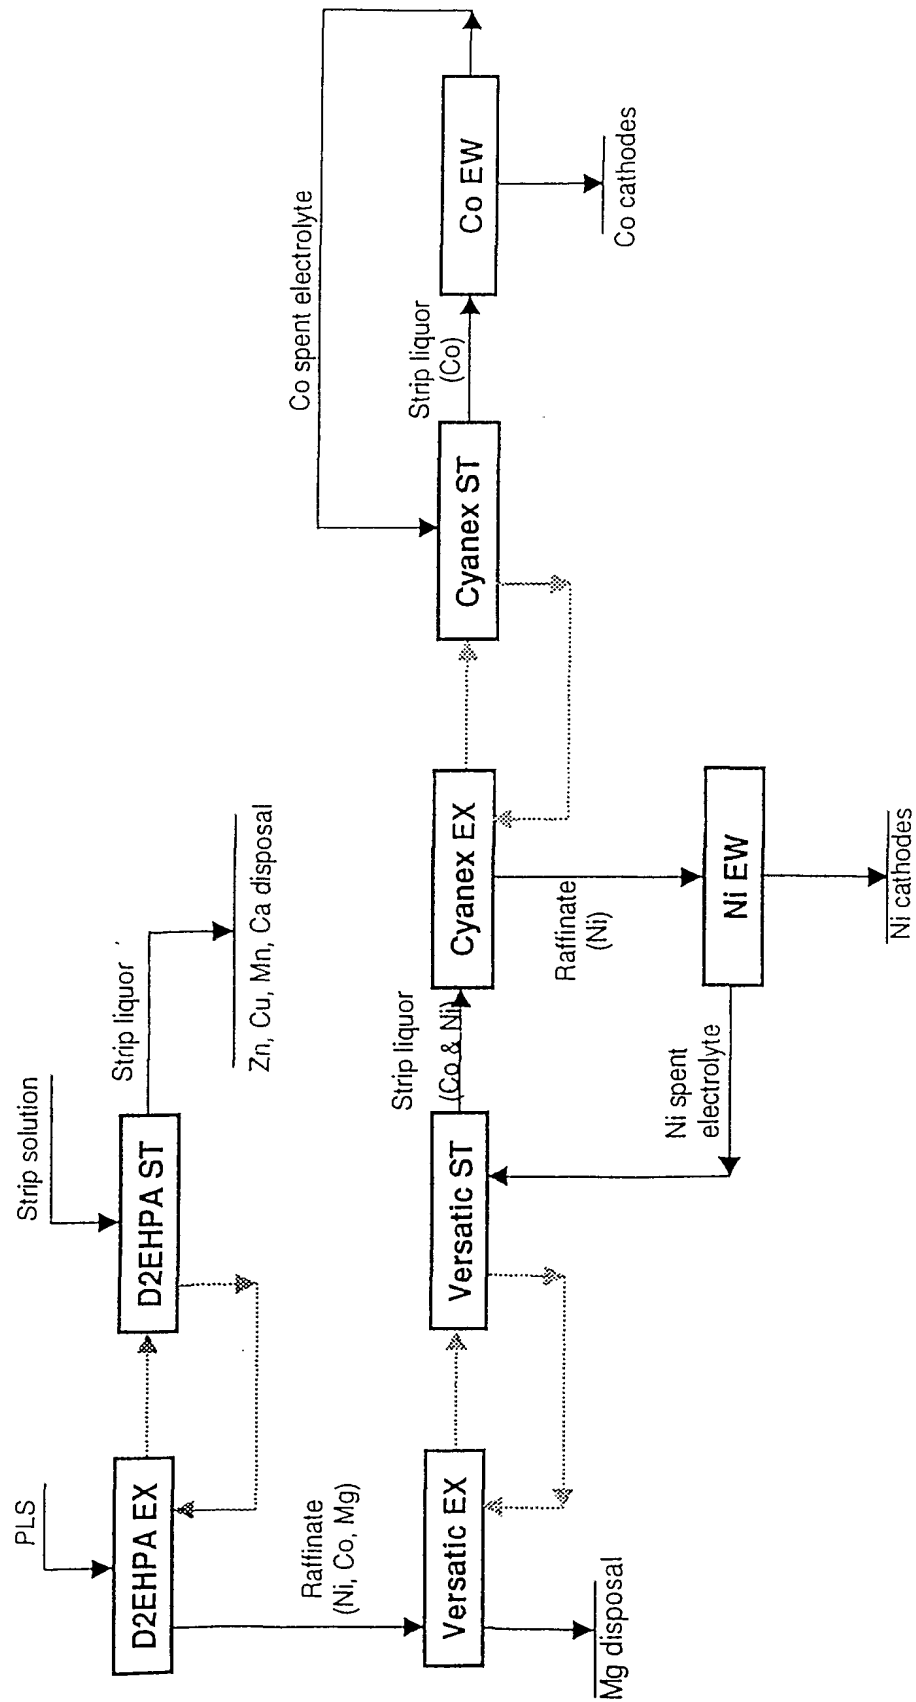 PLS
Strip solution
D2EHPA EX
D2EHPA ST
Strip liquor
Zn, Cu, Mn, Ca disposal
Raffinate
(Ni, Co, Mg)
Versatic EX
Mg disposal
Versatic ST
Strip liquor
(Co & Ni)
Cyanex EX
Raffinate
(Ni)
Ni EW
Ni spent
electrolyte
Ni cathodes
Cyanex ST
Co spent electrolyte
Strip liquor
(Co)
Co EW
Co cathodes